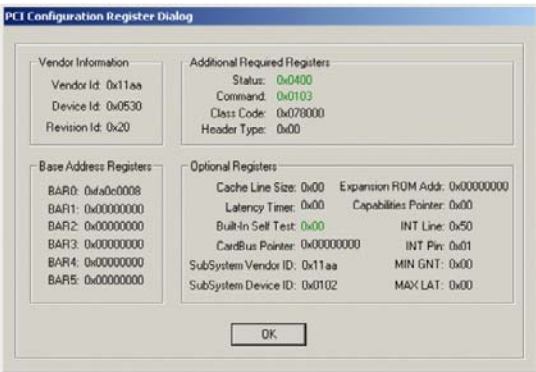 PCI Configuration Register Dialog
Vendor Information
Vendor Id: 0x11aa
Device Id: 0x0530
Revision Id: 0x20
Additional Required Registers
Status: 0x0400
Command: 0x0103
Class Code: 0x078000
Header Type: 0x00
Base Address Registers
BAR0: 0xfa0c0008
BAR1: 0x00000000
BAR2: 0x00000000
BAR3: 0x00000000
BAR4: 0x00000000
BAR5: 0x00000000
Optional Registers
Cache Line Size: 0x00 Expansion ROM Addr: 0x00000000
Latency Timer: 0x00 Capabilities Pointer: 0x00
Built-In Self Test: 0x00 INT Line: 0x50
CardBus Pointer: 0x00000000 INT Pin: 0x01
SubSystem Vendor ID: 0x11aa MIN GNT: 0x00
SubSystem Device ID: 0x0102 MAX LAT: 0x00
OK